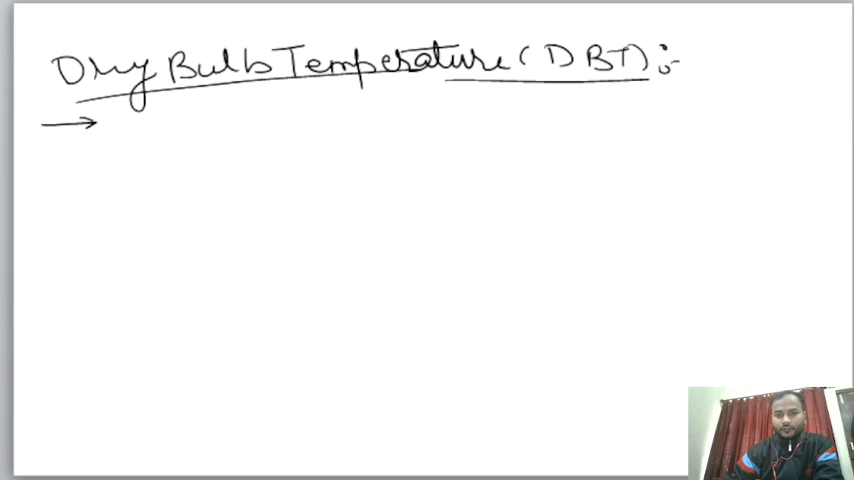 Dry Bulb Temperature (DBT):-
→